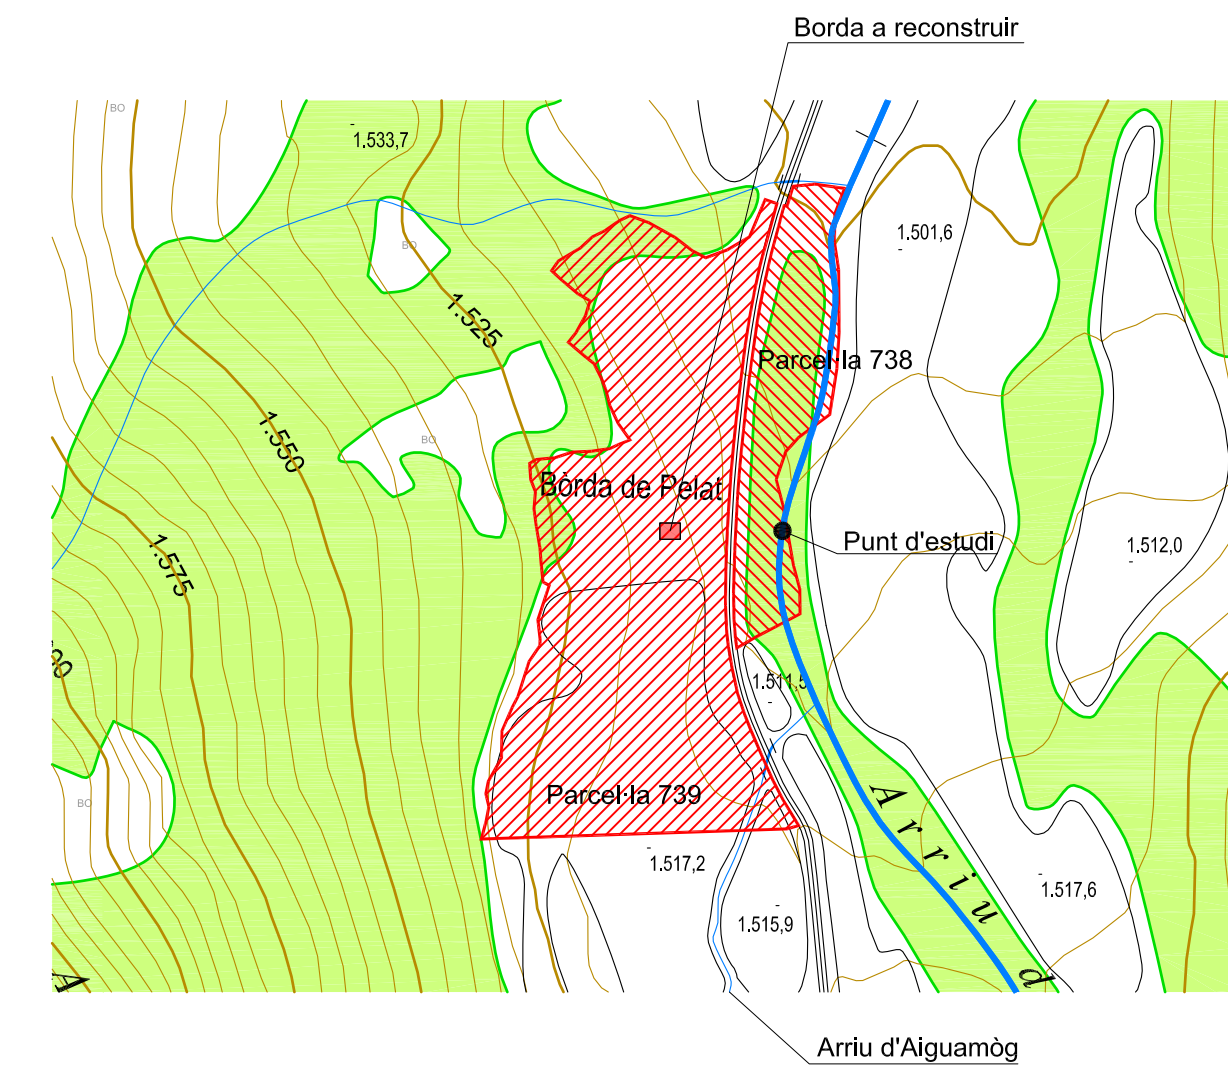 Borda a reconstruir
BO
1.533,7
1.501,6
BO
1.525
Parcel·la 738
1.550
BO
Bòrda de Pelat
Punt d'estudi
1.512,0
1.575
00
1.511,5
Parcel·la 739
BO
A r r i u d
1.517,2
1.517,6
1.515,9
A
Arriu d'Aiguamòg